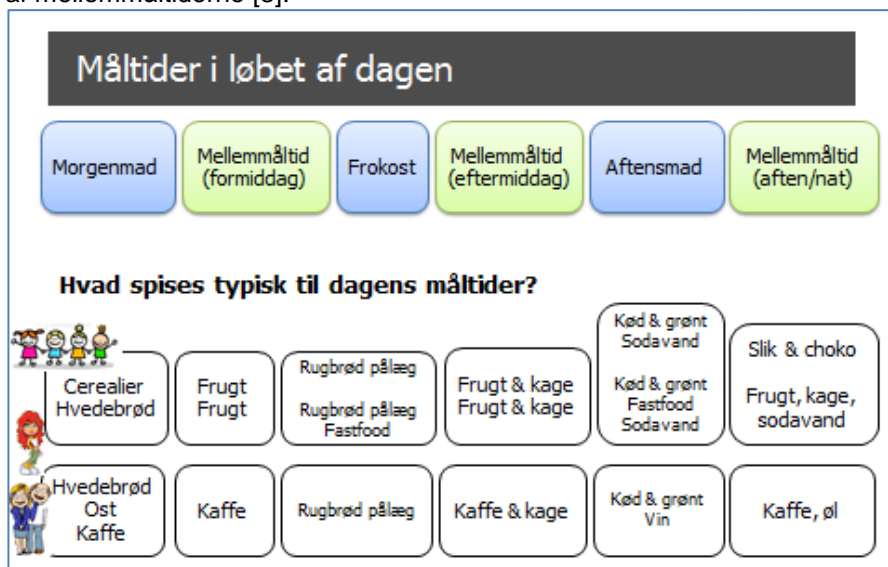 af mellemmåltiderne [3].
Måltider i løbet af dagen
Morgenmad
Mellemmåltid
(formiddag)
Frokost
Mellemmåltid
(eftermiddag)
Aftensmad
Mellemmåltid
(aften/nat)
Hvad spises typisk til dagens måltider?
Cerealier
Hvedebrød
Frugt
Frugt
Rugbrød pålæg
Rugbrød pålæg
Fastfood
Frugt & kage
Frugt & kage
Kød & grønt
Sodavand
Kød & grønt
Fastfood
Sodavand
Slik & choko
Frugt, kage,
sodavand
Hvedebrød
Ost
Kaffe
Kaffe
Rugbrød pålæg
Kaffe & kage
Kød & grønt
Vin
Kaffe, øl